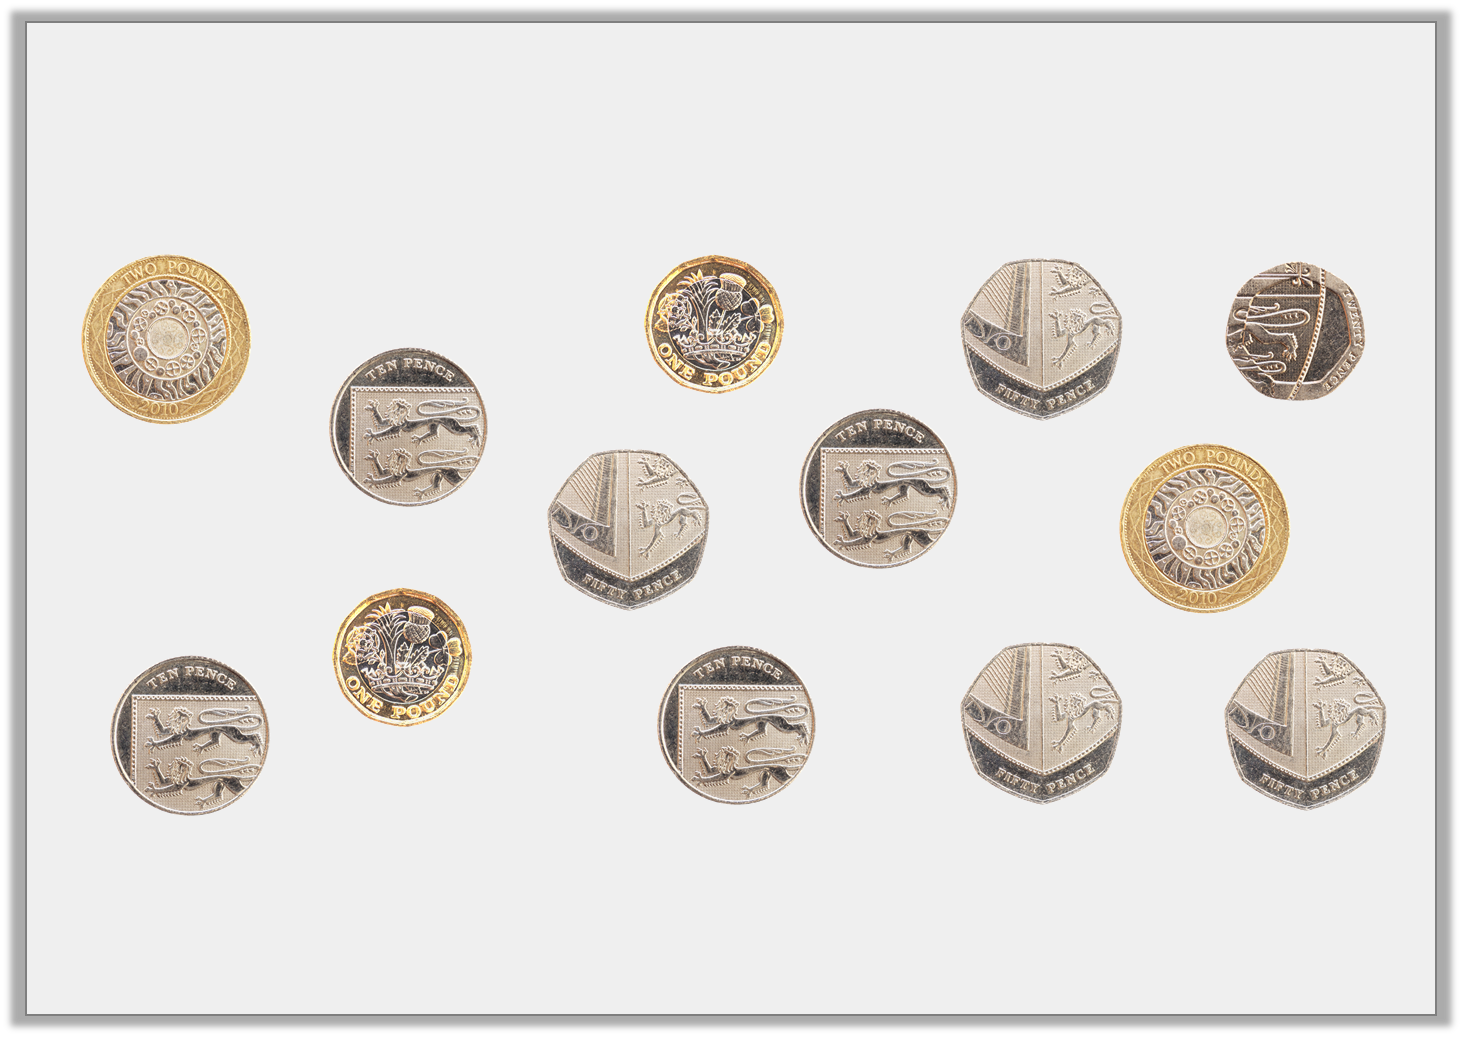 TWO POUNDS
2010
TEN PENCE
ONE POUND
FIFTY PENCE
TWENTY PENCE
TEN PENCE
FIFTY PENCE
TWO POUNDS
2010
TEN PENCE
ONE POUND
TEN PENCE
FIFTY PENCE
FIFTY PENCE